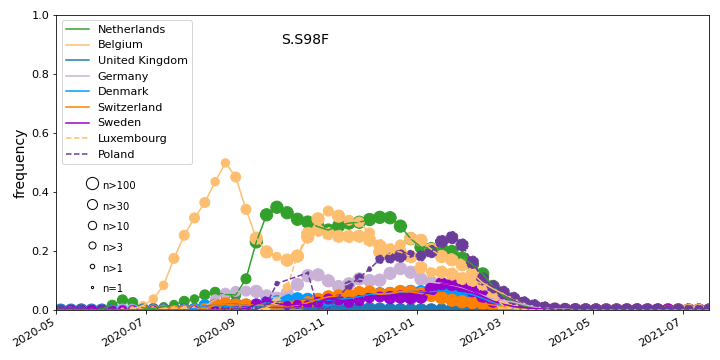 S.S98F
frequency
1.0
0.8
0.6
0.4
0.2
0.0
Netherlands
Belgium
United Kingdom
Germany
Denmark
Switzerland
Sweden
Luxembourg
Poland
n>100
n>30
n>10
n>3
n>1
n=1
2020-05
2020-07
2020-09
2020-11
2021-01
2021-03
2021-05
2021-07